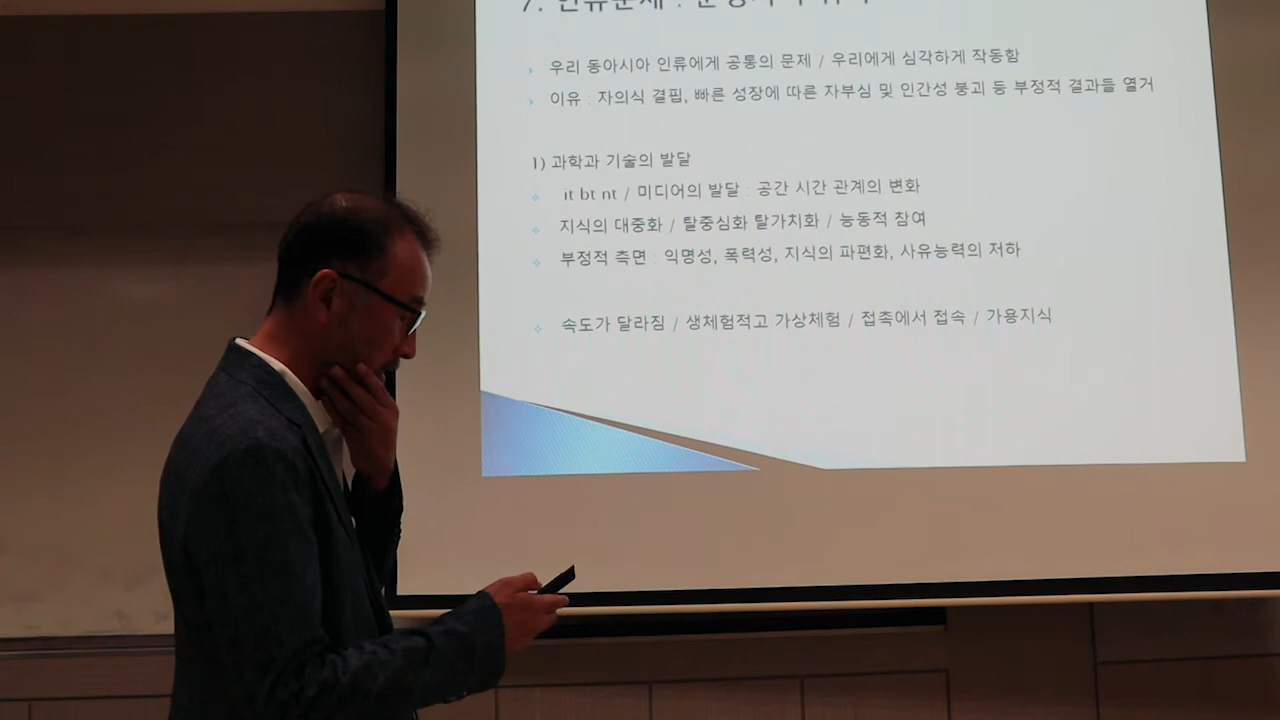 7. 인류문제 :
우리 동아시아 인류에게 공통의 문제 / 우리에게 심각하게 작동함
이유 : 자의식 결핍, 빠른 성장에 따른 자부심 및 인간성 붕괴 등 부정적 결과들 열거
1) 과학과 기술의 발달
it bt nt / 미디어의 발달 : 공간 시간 관계의 변화
지식의 대중화 / 탈중심화 탈가치화 / 능동적 참여
부정적 측면 : 익명성, 폭력성, 지식의 파편화, 사유능력의 저하
속도가 달라짐 / 생체험적고 가상체험 / 접촉에서 접속 / 가용지식